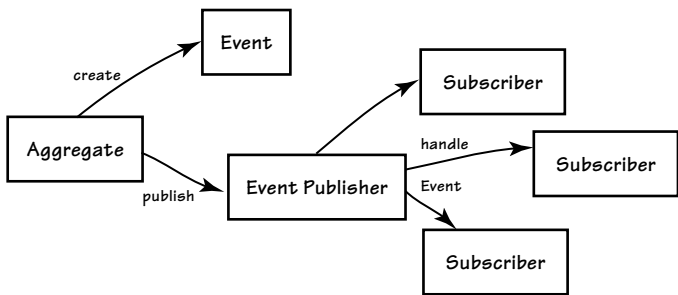 Event
create
Subscriber
Aggregate
handle
Subscriber
Event Publisher
Event
publish
Subscriber